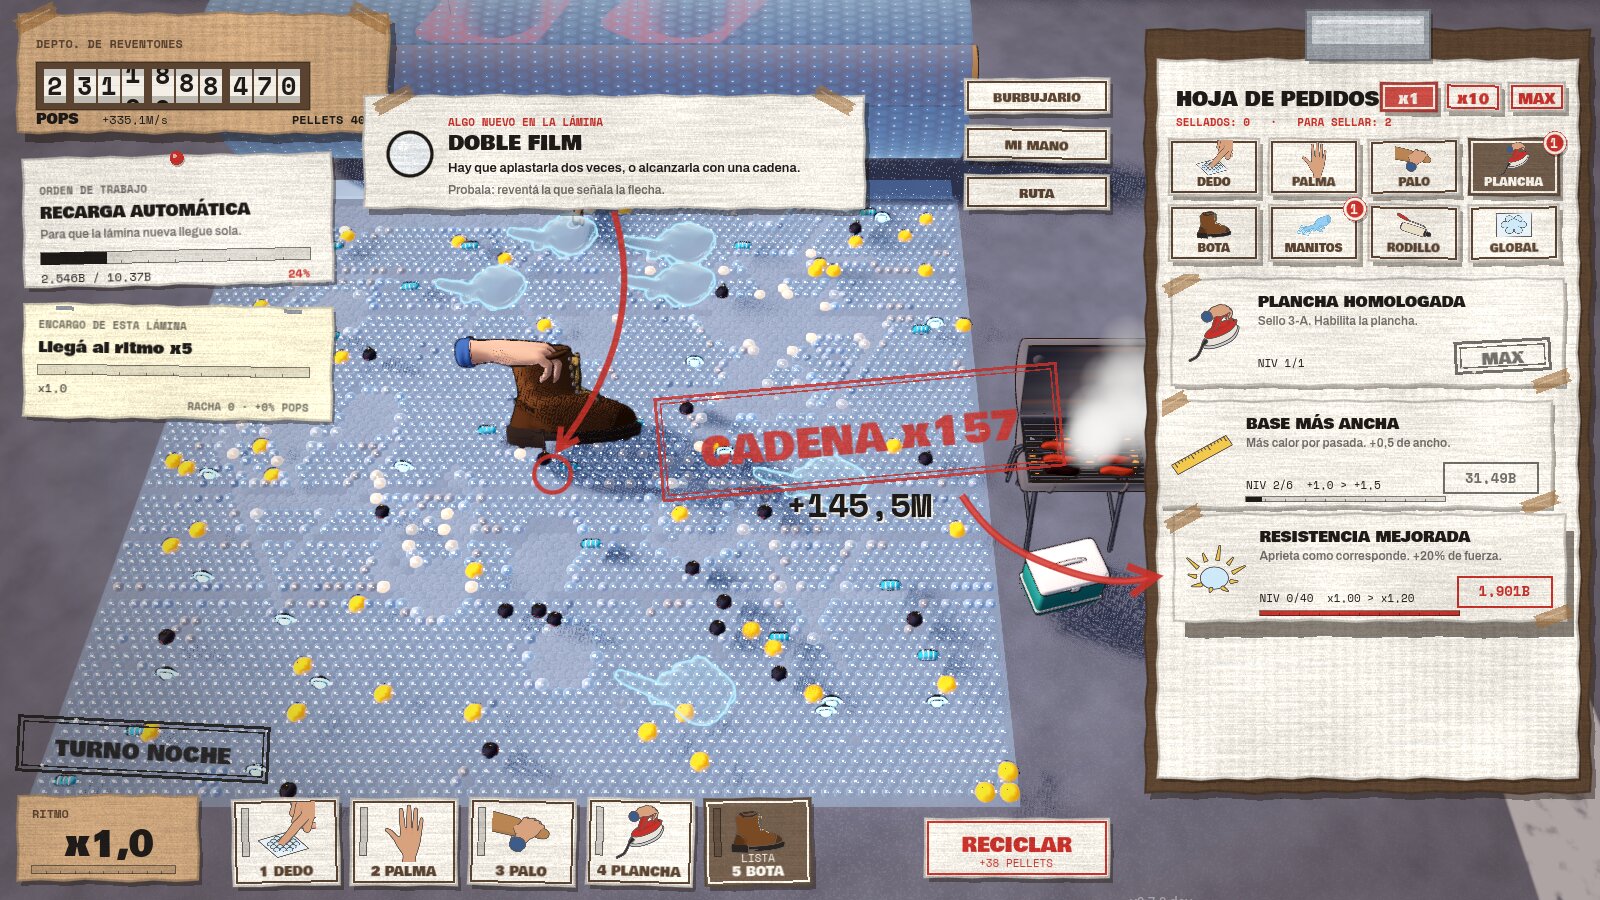 DEPTO. DE REVENTONES
POPS +335,1M/s PELLETS 40
ORDEN DE TRABAJO
RECARGA AUTOMÁTICA
Para que la lámina nueva llegue sola.
2,546B / 10,37B 24%
ENCARGO DE ESTA LÁMINA
Llegá al ritmo x5
x1,0
RACHA 0 · +0% POPS
ALGO NUEVO EN LA LÁMINA
DOBLE FILM
Hay que aplastarla dos veces, o alcanzarla con una cadena.
Probala: reventá la que señala la flecha.
BURBUJARIO
MI MANO
RUTA
CADENA x157
+145,5M
HOJA DE PEDIDOS x1 x10 MAX
SELLADOS: 0 · PARA SELLAR: 2
DEDO PALMA PALO PLANCHA 1
BOTA MANITOS 1 RODILLO GLOBAL
PLANCHA HOMOLOGADA
Sello 3-A. Habilita la plancha.
NIV 1/1 MAX
BASE MÁS ANCHA
Más calor por pasada. +0,5 de ancho.
NIV 2/6 +1,0 > +1,5 31,49B
RESISTENCIA MEJORADA
Aprieta como corresponde. +20% de fuerza.
NIV 0/40 x1,00 > x1,20 1,901B
TURNO NOCHE
RITMO
x1,0
1 DEDO 2 PALMA 3 PALO 4 PLANCHA LISTA 5 BOTA
RECICLAR
+38 PELLETS